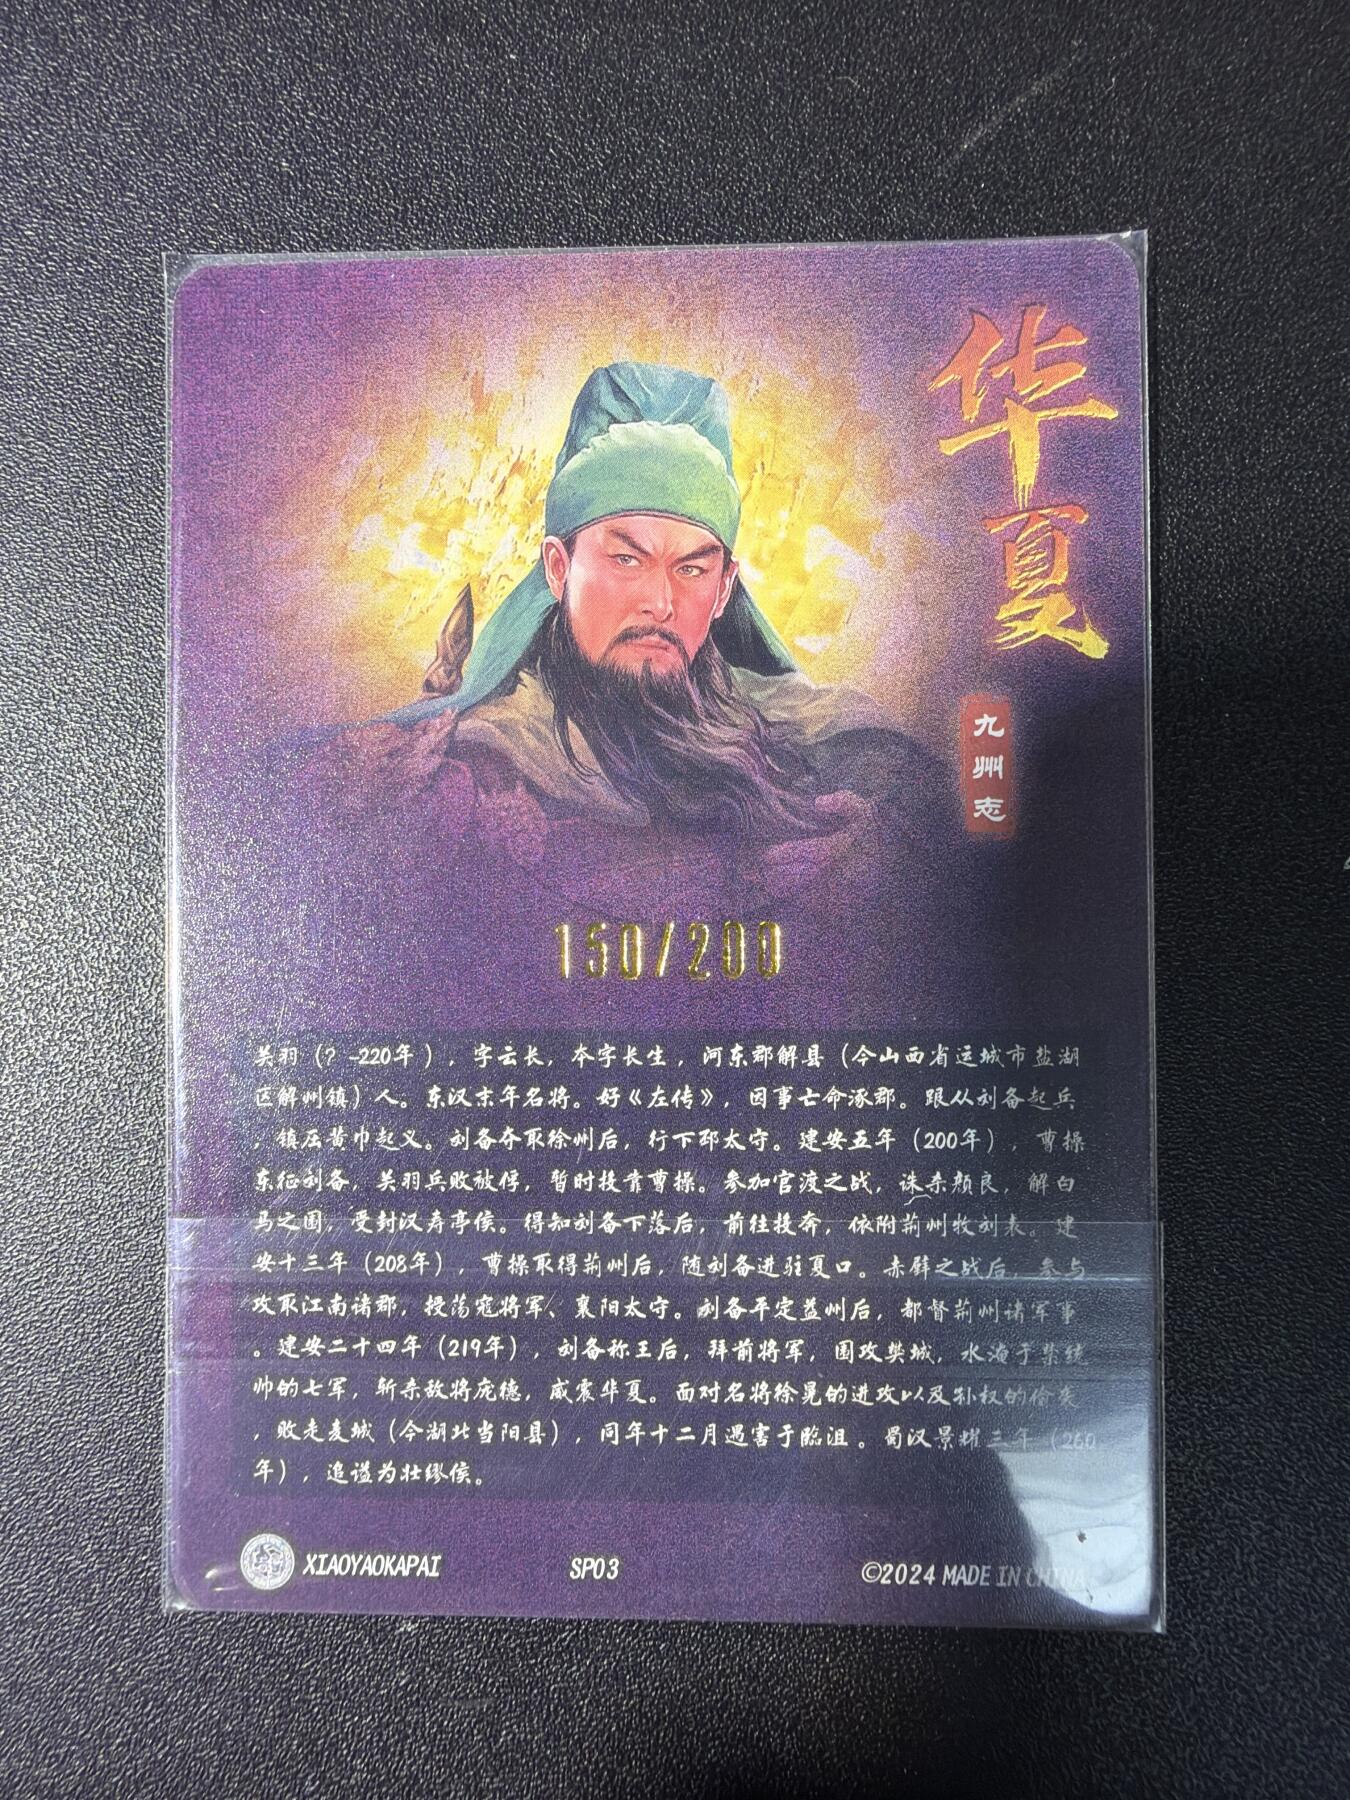 华夏
九州志
150/200
关羽（？-220年），字云长，本字长生，河东郡解县（今山西省运城市盐湖
区解州镇）人。东汉末年名将。好《左传》，因事亡命涿郡。跟从刘备起兵
，镇压黄巾起义。刘备夺取徐州后，行下邳太守。建安五年（200年），曹操
东征刘备，关羽兵败被俘，暂时投靠曹操。参加官渡之战，诛杀颜良，解白
马之围，受封汉寿亭侯。得知刘备下落后，前往投奔，依附荊州牧刘表。建
安十三年（208年），曹操取得荊州后，随刘备进驻夏口。赤壁之战后，参与
攻取江南诸郡，授荡寇将军、襄阳太守。刘备平定益州后，都督荊州诸军事
。建安二十四年（219年），刘备称王后，拜前将军，围攻樊城，水淹于禁统
帅的七军，斩杀敌将庞德，威震华夏。面对名将徐晃的进攻以及孙权的偷袭
，败走麦城（今湖北当阳县），同年十二月遇害于临沮。蜀汉景耀三年（260
年），追谥为壮缪侯。
XIAOYAOKAPAI
SP03
©2024 MADE IN CHINA